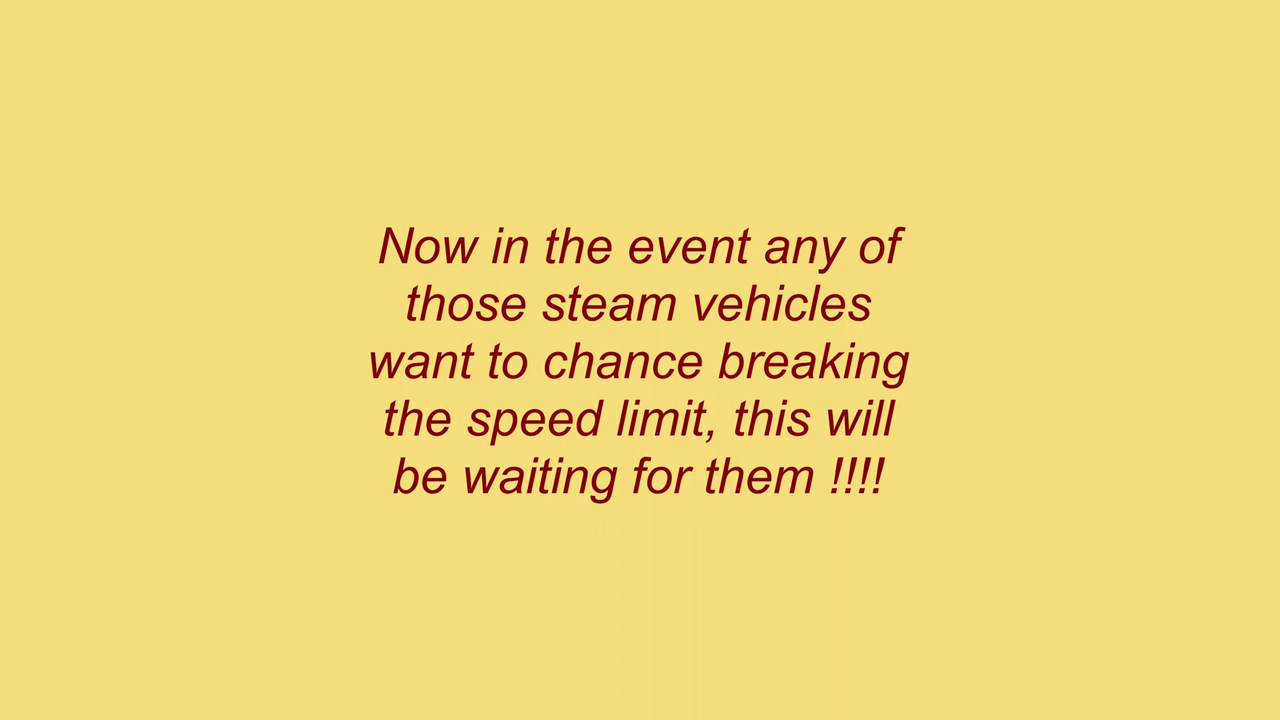 Now in the event any of
those steam vehicles
want to chance breaking
the speed limit, this will
be waiting for them !!!!